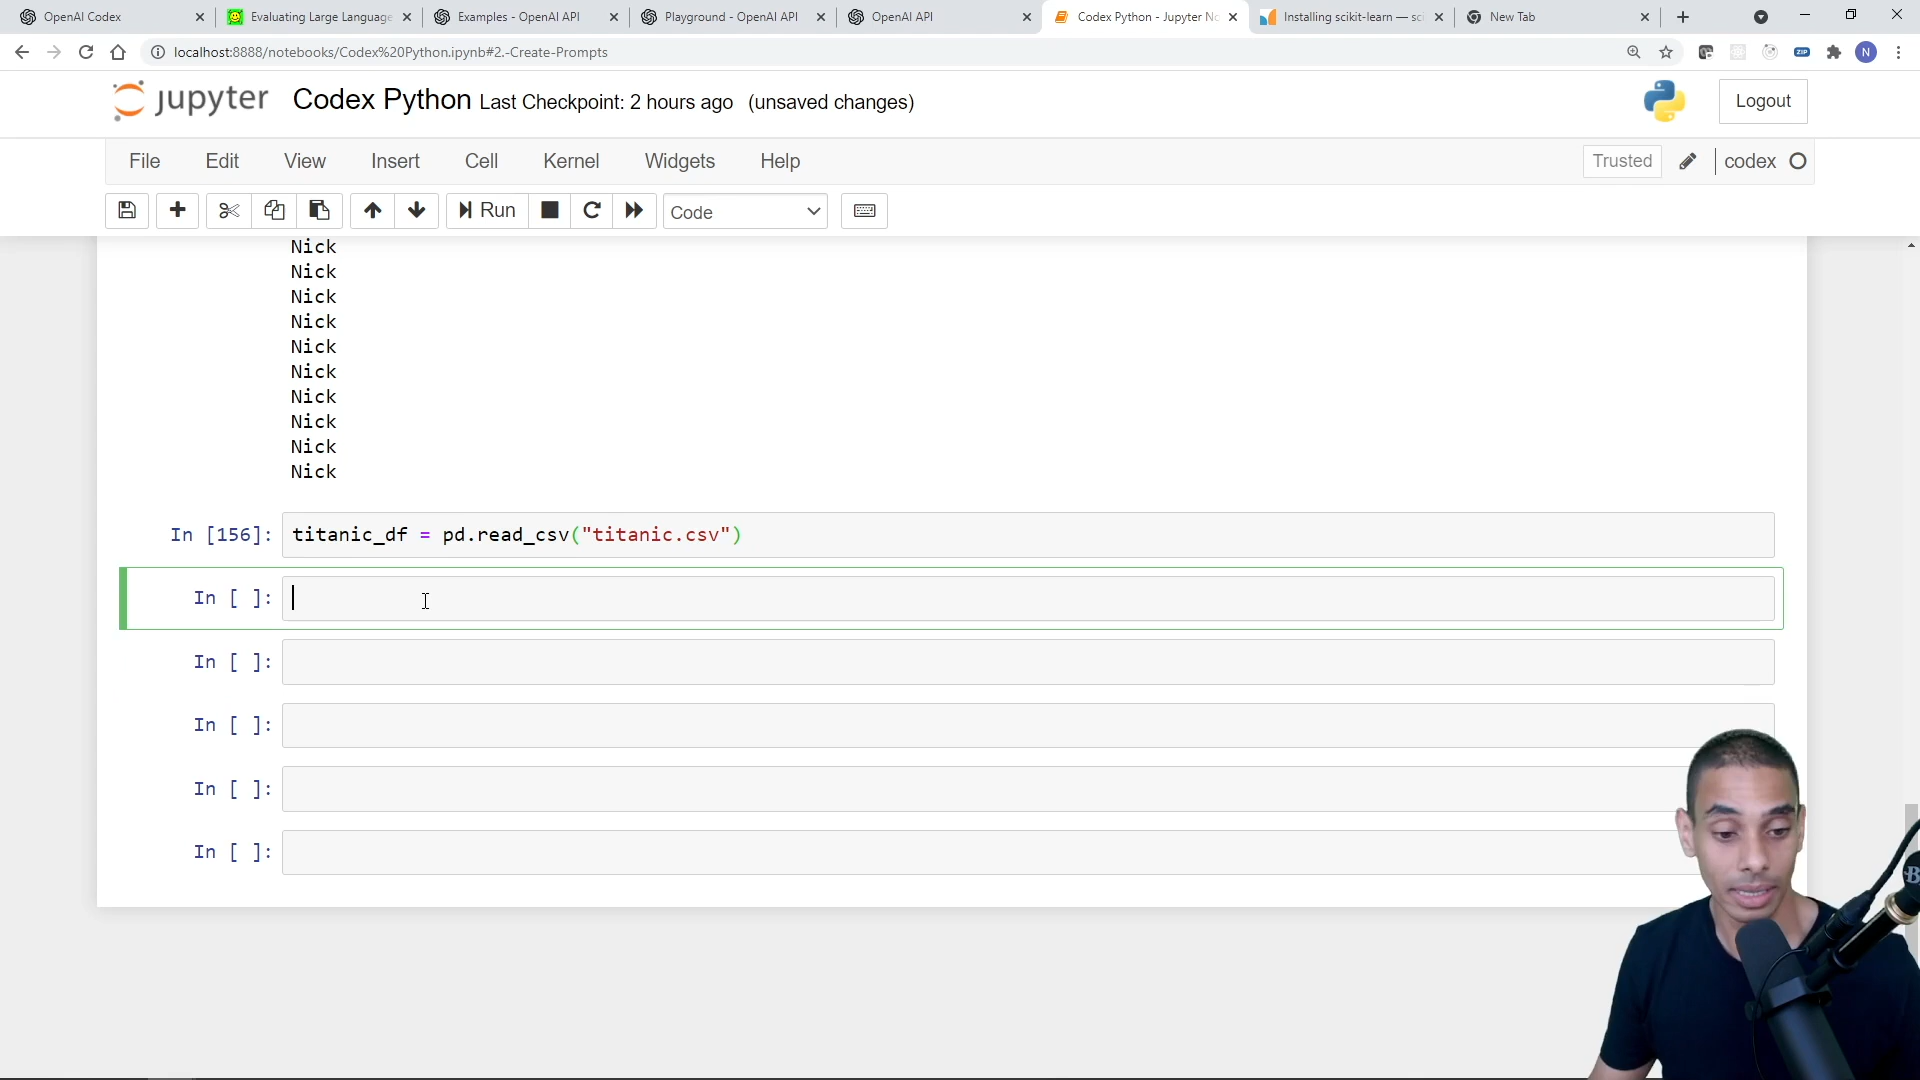 OpenAI Codex
Evaluating Large Language
Examples - OpenAI API
Playground - OpenAI API
OpenAI API
Codex Python - Jupyter No
Installing scikit-learn — sci
New Tab
localhost:8888/notebooks/Codex%20Python.ipynb#2.-Create-Prompts
ZIP
N
jupyter Codex Python Last Checkpoint: 2 hours ago (unsaved changes)
Logout
File Edit View Insert Cell Kernel Widgets Help
Trusted codex
Run Code
Nick
Nick
Nick
Nick
Nick
Nick
Nick
Nick
Nick
Nick
In [156]: titanic_df = pd.read_csv("titanic.csv")
In [ ]:
In [ ]:
In [ ]:
In [ ]:
In [ ]:
B